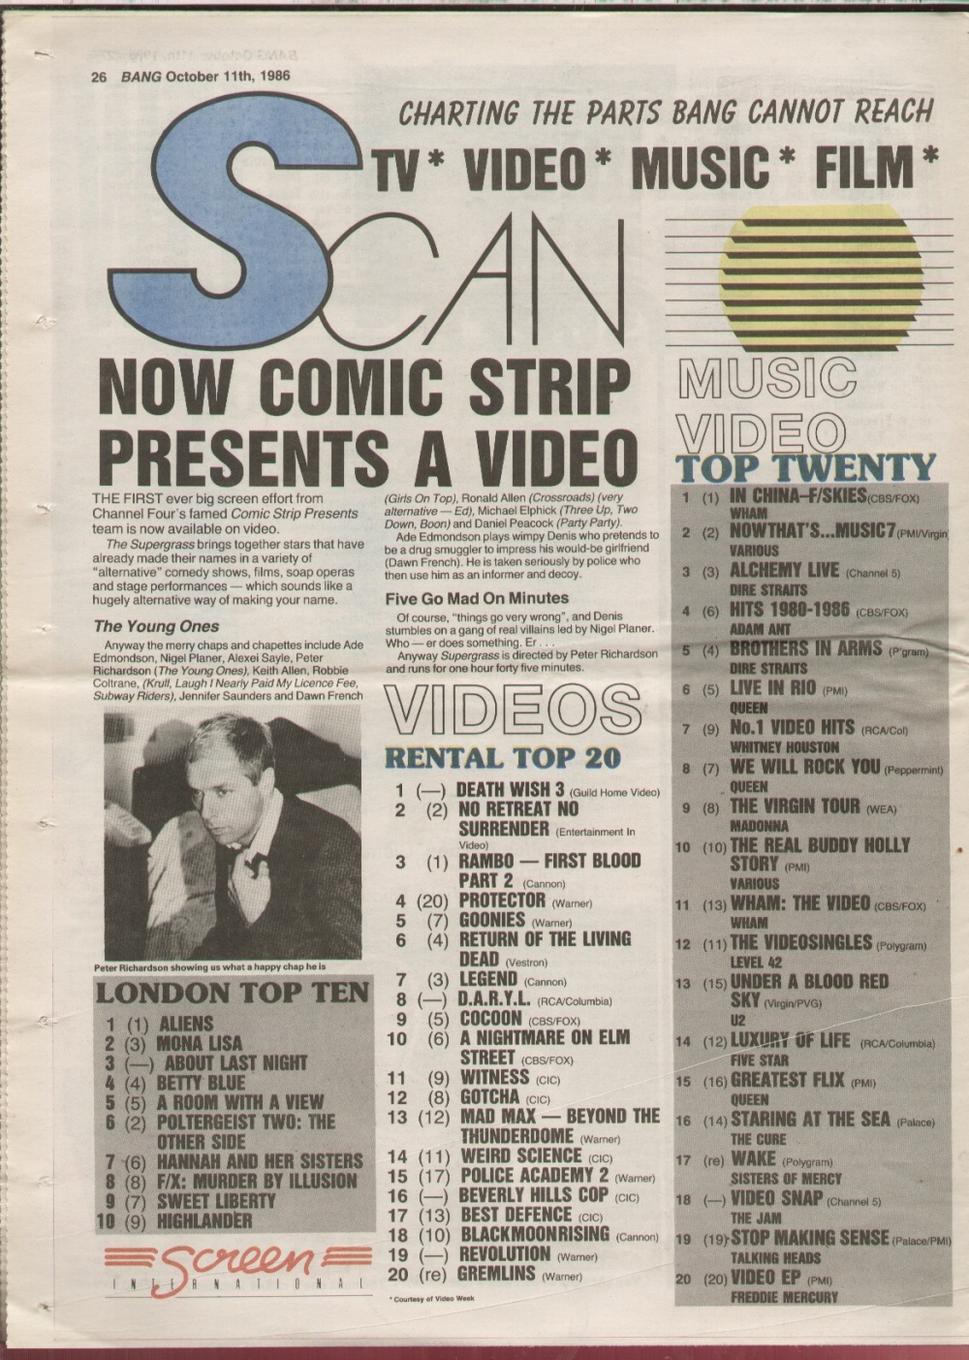 26 BANG October 11th, 1986
CHARTING THE PARTS BANG CANNOT REACH
TV* VIDEO* MUSIC* FILM*
SCAN
NOW COMIC STRIP
PRESENTS A VIDEO
THE FIRST ever big screen effort from
Channel Four's famed Comic Strip Presents
team is now available on video.
The Supergrass brings together stars that have
already made their names in a variety of
"alternative" comedy shows, films, soap operas
and stage performances — which sounds like a
hugely alternative way of making your name.
The Young Ones
Anyway the merry chaps and chapettes include Ade
Edmondson, Nigel Planer, Alexei Sayle, Peter
Richardson (The Young Ones), Keith Allen, Robbie
Coltrane, (Krull, Laugh I Nearly Paid My Licence Fee,
Subway Riders), Jennifer Saunders and Dawn French
(Girls On Top), Ronald Allen (Crossroads) (very
alternative — Ed), Michael Elphick (Three Up, Two
Down, Boon) and Daniel Peacock (Party Party).
Ade Edmondson plays wimpy Denis who pretends to
be a drug smuggler to impress his would-be girlfriend
(Dawn French). He is taken seriously by police who
then use him as an informer and decoy.
Five Go Mad On Minutes
Of course, "things go very wrong", and Denis
stumbles on a gang of real villains led by Nigel Planer.
Who — er does something. Er . . .
Anyway Supergrass is directed by Peter Richardson
and runs for one hour forty five minutes.
Peter Richardson showing us what a happy chap he is
LONDON TOP TEN
1 (1) ALIENS
2 (3) MONA LISA
3 (—) ABOUT LAST NIGHT
4 (4) BETTY BLUE
5 (5) A ROOM WITH A VIEW
6 (2) POLTERGEIST TWO: THE
OTHER SIDE
7 (6) HANNAH AND HER SISTERS
8 (8) F/X: MURDER BY ILLUSION
9 (7) SWEET LIBERTY
10 (9) HIGHLANDER
Screen
INTERNATIONAL
VIDEOS
RENTAL TOP 20
1 (—) DEATH WISH 3 (Guild Home Video)
2 (2) NO RETREAT NO
SURRENDER (Entertainment In
Video)
3 (1) RAMBO — FIRST BLOOD
PART 2 (Cannon)
4 (20) PROTECTOR (Warner)
5 (7) GOONIES (Warner)
6 (4) RETURN OF THE LIVING
DEAD (Vestron)
7 (3) LEGEND (Cannon)
8 (—) D.A.R.Y.L. (RCA/Columbia)
9 (5) COCOON (CBS/FOX)
10 (6) A NIGHTMARE ON ELM
STREET (CBS/FOX)
11 (9) WITNESS (CIC)
12 (8) GOTCHA (CIC)
13 (12) MAD MAX — BEYOND THE
THUNDERDOME (Warner)
14 (11) WEIRD SCIENCE (CIC)
15 (17) POLICE ACADEMY 2 (Warner)
16 (—) BEVERLY HILLS COP (CIC)
17 (13) BEST DEFENCE (CIC)
18 (10) BLACKMOONRISING (Cannon)
19 (—) REVOLUTION (Warner)
20 (re) GREMLINS (Warner)
* Courtesy of Video Week
MUSIC
VIDEO
TOP TWENTY
1 (1) IN CHINA–F/SKIES (CBS/FOX)
WHAM
2 (2) NOWTHAT'S...MUSIC7 (PMI/Virgin)
VARIOUS
3 (3) ALCHEMY LIVE (Channel 5)
DIRE STRAITS
4 (6) HITS 1980-1986 (CBS/FOX)
ADAM ANT
5 (4) BROTHERS IN ARMS (P'gram)
DIRE STRAITS
6 (5) LIVE IN RIO (PMI)
QUEEN
7 (9) No.1 VIDEO HITS (RCA/Col)
WHITNEY HOUSTON
8 (7) WE WILL ROCK YOU (Peppermint)
QUEEN
9 (8) THE VIRGIN TOUR (WEA)
MADONNA
10 (10) THE REAL BUDDY HOLLY
STORY (PMI)
VARIOUS
11 (13) WHAM: THE VIDEO (CBS/FOX)
WHAM
12 (11) THE VIDEOSINGLES (Polygram)
LEVEL 42
13 (15) UNDER A BLOOD RED
SKY (Virgin/PVG)
U2
14 (12) LUXURY OF LIFE (RCA/Columbia)
FIVE STAR
15 (16) GREATEST FLIX (PMI)
QUEEN
16 (14) STARING AT THE SEA (Palace)
THE CURE
17 (re) WAKE (Polygram)
SISTERS OF MERCY
18 (—) VIDEO SNAP (Channel 5)
THE JAM
19 (19) STOP MAKING SENSE (Palace/PMI)
TALKING HEADS
20 (20) VIDEO EP (PMI)
FREDDIE MERCURY